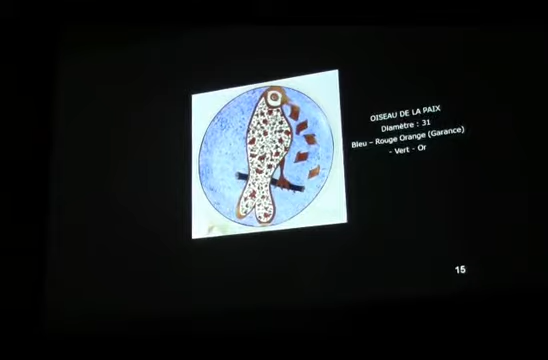 OISEAU DE LA PAIX
Diamètre : 31
Bleu – Rouge Orange (Garance)
- Vert - Or
15